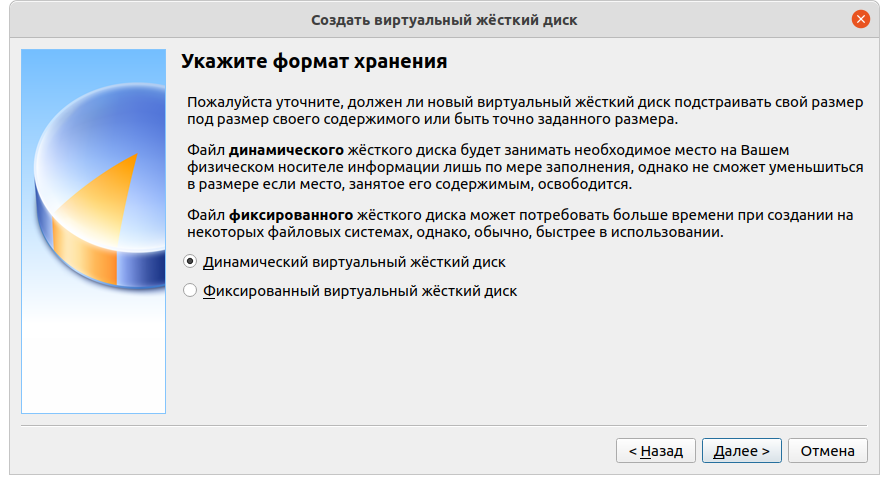 Создать виртуальный жёсткий диск
Укажите формат хранения
Пожалуйста уточните, должен ли новый виртуальный жёсткий диск подстраивать свой размер
под размер своего содержимого или быть точно заданного размера.
Файл динамического жёсткого диска будет занимать необходимое место на Вашем
физическом носителе информации лишь по мере заполнения, однако не сможет уменьшиться
в размере если место, занятое его содержимым, освободится.
Файл фиксированного жёсткого диска может потребовать больше времени при создании на
некоторых файловых системах, однако, обычно, быстрее в использовании.
Динамический виртуальный жёсткий диск
Фиксированный виртуальный жёсткий диск
< Назад Далее > Отмена